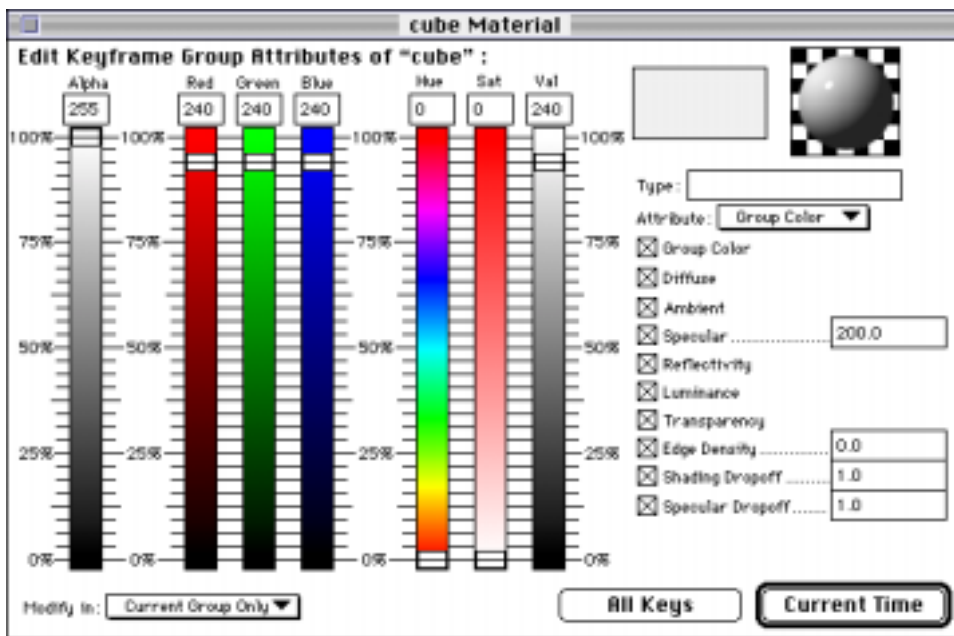 cube Material
Edit Keyframe Group Attributes of "cube" :
Alpha Red Green Blue Hue Sat Val
255 240 240 240 0 0 240
100% 100% 100% 100%
75% 75% 75% 75%
50% 50% 50% 50%
25% 25% 25% 25%
0% 0% 0% 0%
Type:
Attribute: Group Color
Group Color
Diffuse
Ambient
Specular 200.0
Reflectivity
Luminance
Transparency
Edge Density 0.0
Shading Dropoff 1.0
Specular Dropoff 1.0
Modify In: Current Group Only
All Keys
Current Time